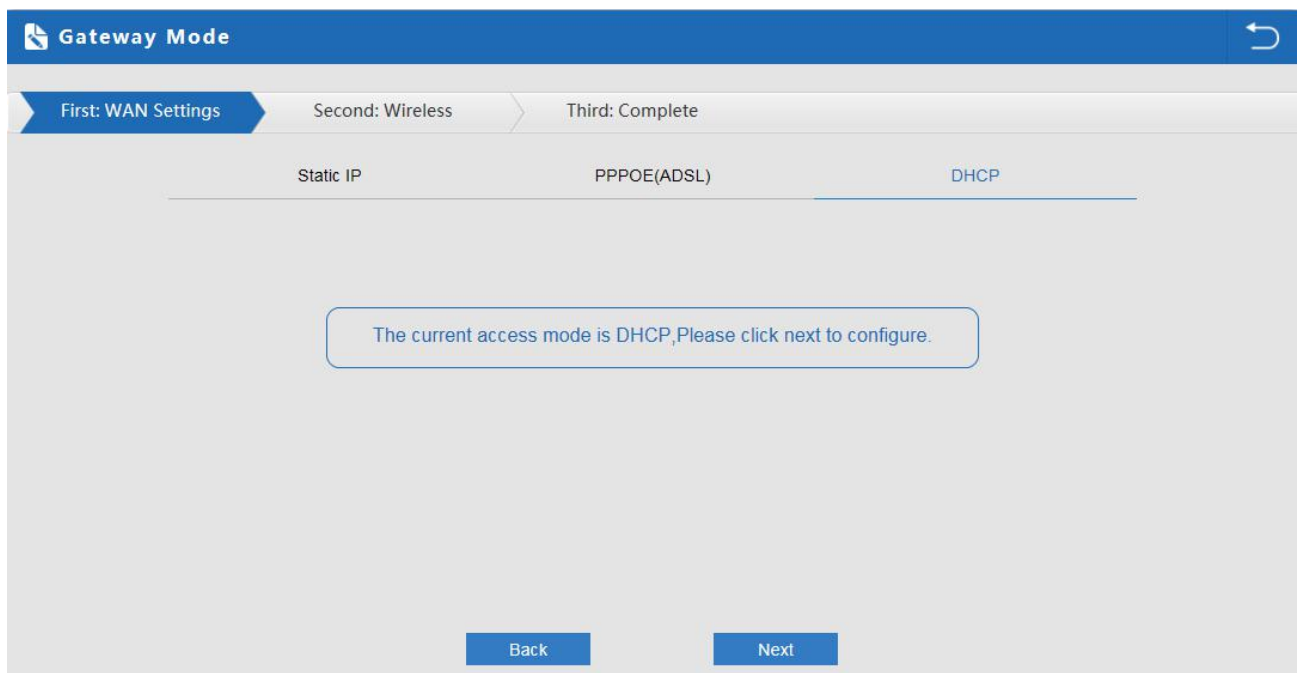 Gateway Mode
First: WAN Settings Second: Wireless Third: Complete
Static IP PPPOE(ADSL) DHCP
The current access mode is DHCP,Please click next to configure.
Back Next